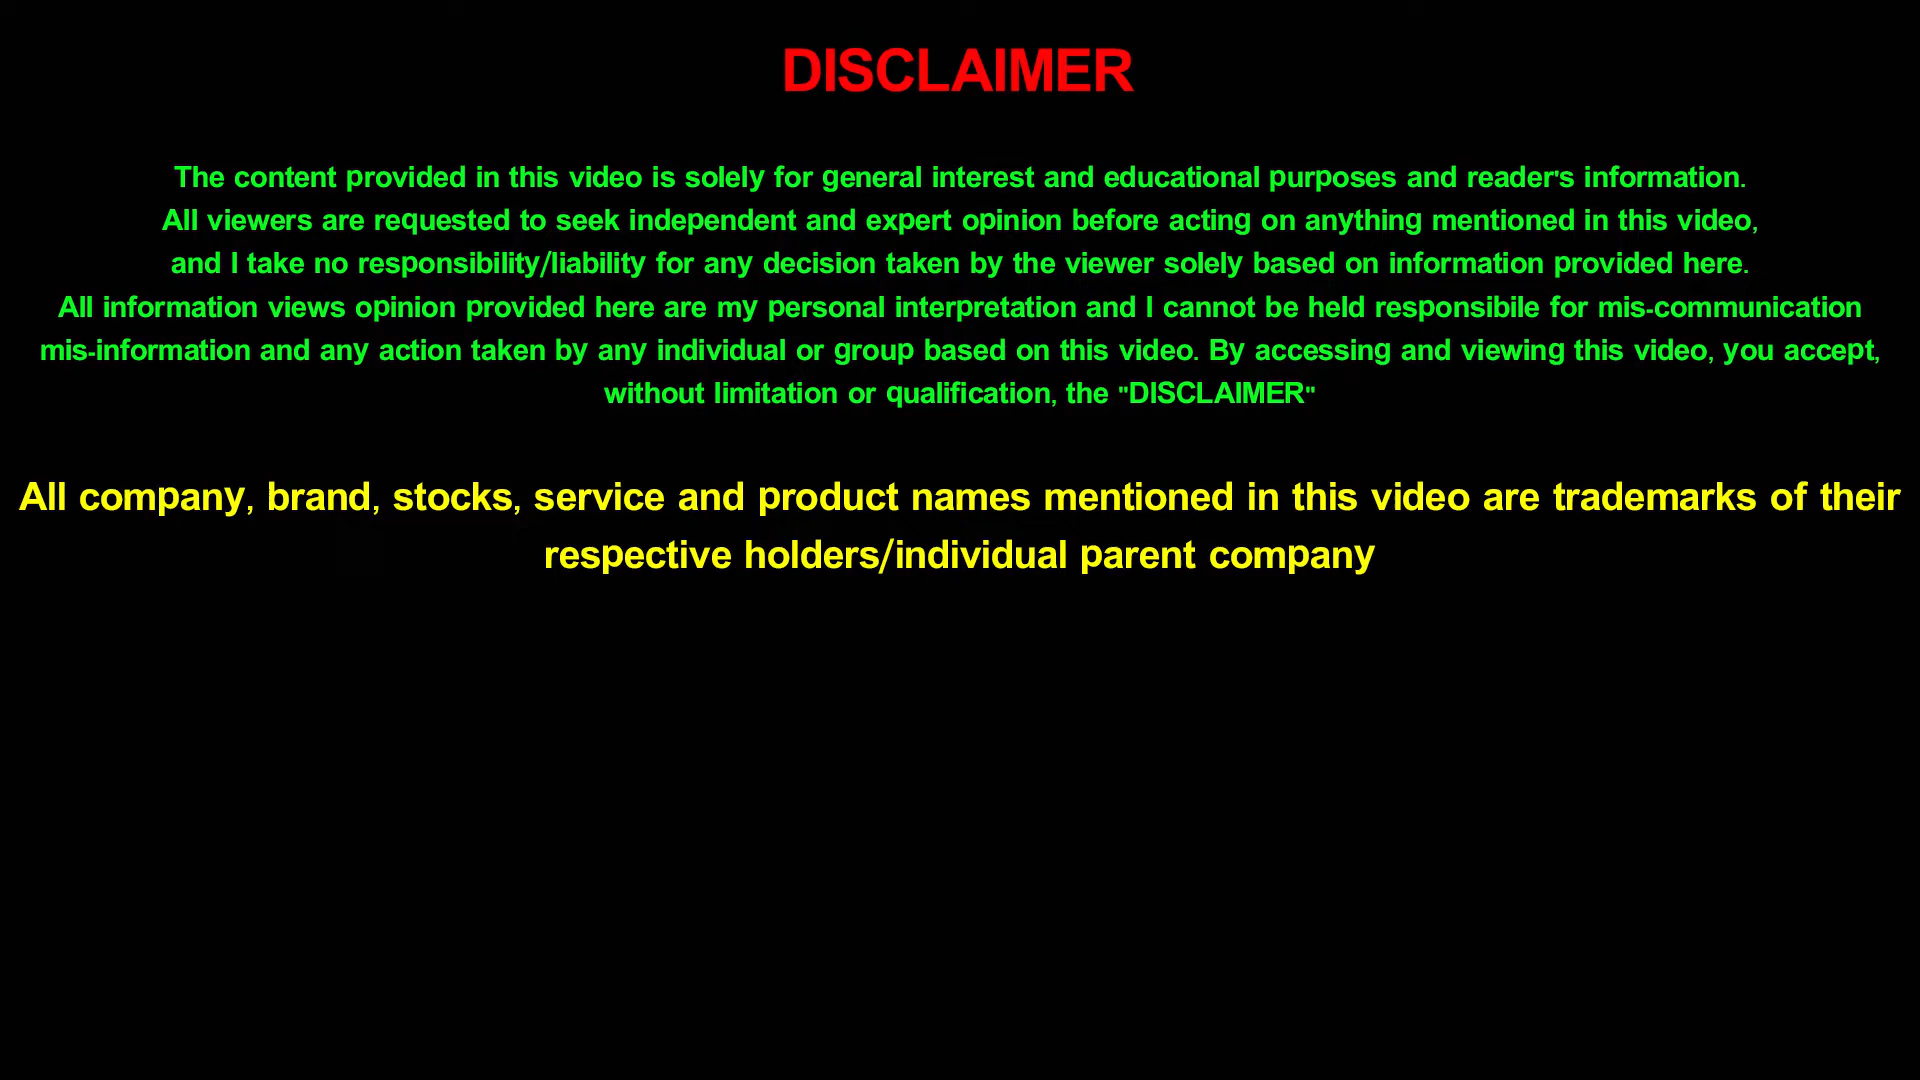 DISCLAIMER
The content provided in this video is solely for general interest and educational purposes and reader's information.
All viewers are requested to seek independent and expert opinion before acting on anything mentioned in this video,
and I take no responsibility/liability for any decision taken by the viewer solely based on information provided here.
All information views opinion provided here are my personal interpretation and I cannot be held responsibile for mis-communication
mis-information and any action taken by any individual or group based on this video. By accessing and viewing this video, you accept,
without limitation or qualification, the "DISCLAIMER"
All company, brand, stocks, service and product names mentioned in this video are trademarks of their
respective holders/individual parent company